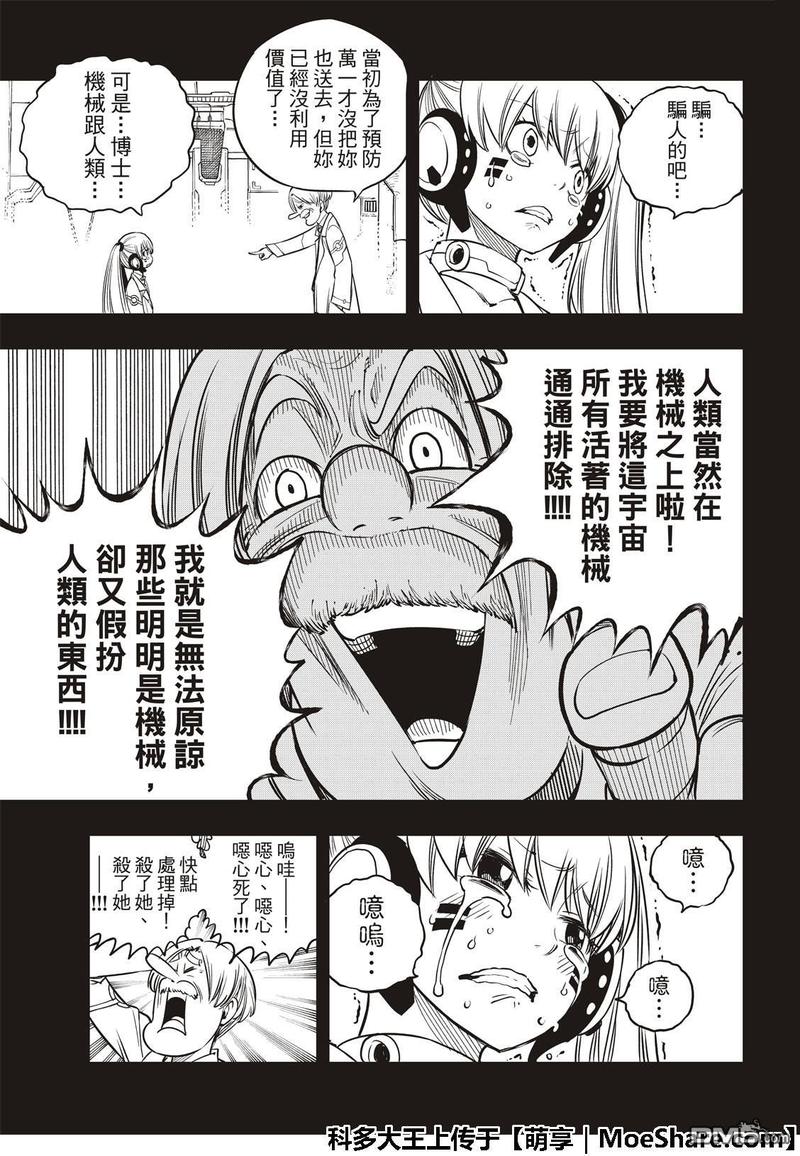 騙…
騙人的吧…
當初為了預防
萬一才沒把妳
也送去，但妳
已經沒利用
價值了…
可是…博士…
機械跟人類…
人類當然在
機械之上啦！
我要將這宇宙
所有活著的機械
通通排除!!!!
我就是無法原諒
那些明明是機械，
卻又假扮
人類的東西!!!!
噫…
噫…
噫嗚…
嗚哇——！
噁心、噁心、
噁心死了!!!
快點
處理掉！
殺了她、
殺了她
——!!!
科多大王上传于【萌享｜MoeShare.com】